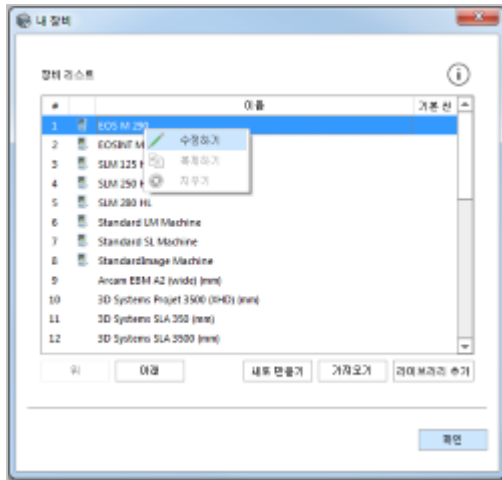 내 장비
장비 리스트
# 이름 기본 선
1 EOS M 290
2 EOSINT M
수정하기
3 SLM 125 H
복제하기
4 SLM 250 H
지우기
5 SLM 280 HL
6 Standard LM Machine
7 Standard SL Machine
8 StandardImage Machine
9 Arcam EBM A2 (wide) (mm)
10 3D Systems Projet 3500 (XHD) (mm)
11 3D Systems SLA 350 (mm)
12 3D Systems SLA 3500 (mm)
위 아래 새로 만들기 가져오기 라이브러리 추가
확인